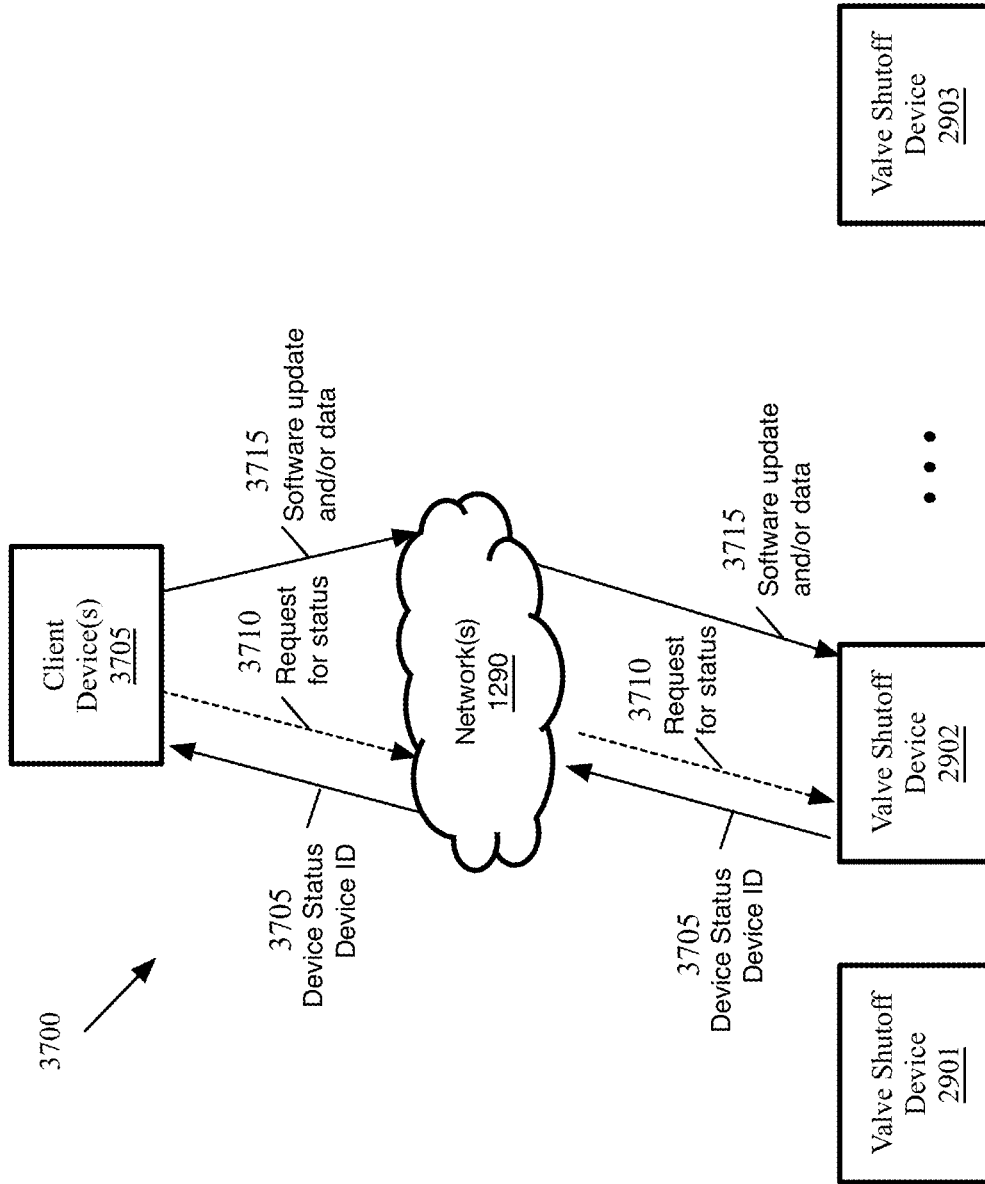 3700
Client
Device(s)
3705
3705
Device Status
Device ID
3710
Request
for status
3715
Software update
and/or data
Network(s)
1290
3705
Device Status
Device ID
3710
Request
for status
3715
Software update
and/or data
Valve Shutoff
Device
2901
Valve Shutoff
Device
2902
Valve Shutoff
Device
2903